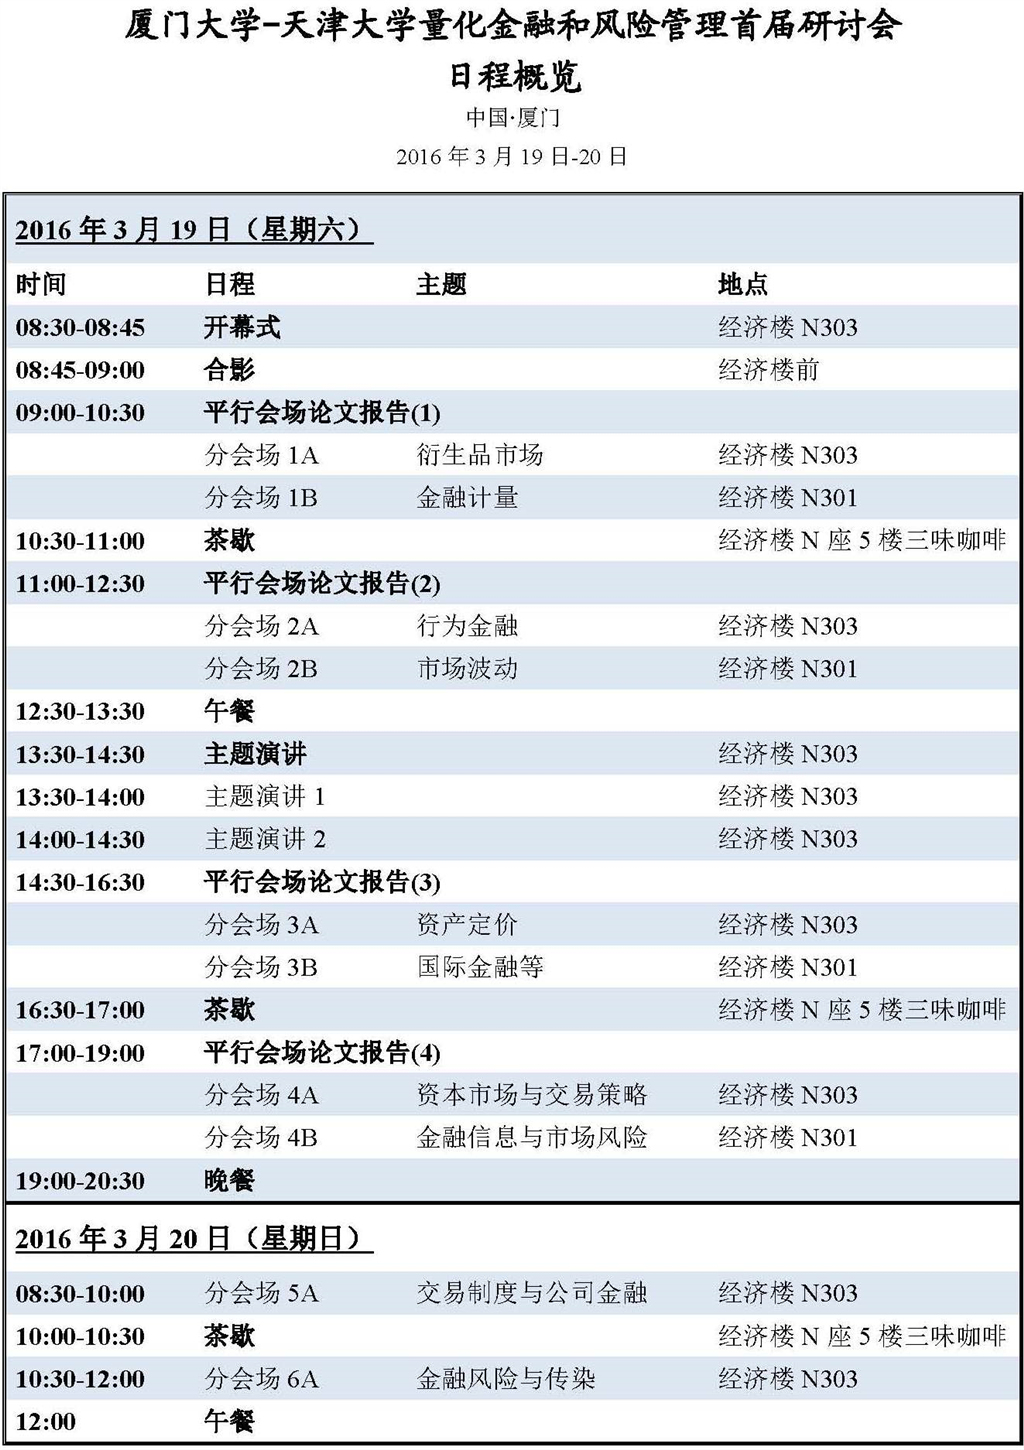 厦门大学-天津大学量化金融和风险管理首届研讨会
日程概览
中国·厦门
2016 年 3 月 19 日-20 日
2016 年 3 月 19 日（星期六）
时间 日程 主题 地点
08:30-08:45 开幕式 经济楼 N303
08:45-09:00 合影 经济楼前
09:00-10:30 平行会场论文报告(1)
分会场 1A 衍生品市场 经济楼 N303
分会场 1B 金融计量 经济楼 N301
10:30-11:00 茶歇 经济楼 N 座 5 楼三味咖啡
11:00-12:30 平行会场论文报告(2)
分会场 2A 行为金融 经济楼 N303
分会场 2B 市场波动 经济楼 N301
12:30-13:30 午餐
13:30-14:30 主题演讲 经济楼 N303
13:30-14:00 主题演讲 1 经济楼 N303
14:00-14:30 主题演讲 2 经济楼 N303
14:30-16:30 平行会场论文报告(3)
分会场 3A 资产定价 经济楼 N303
分会场 3B 国际金融等 经济楼 N301
16:30-17:00 茶歇 经济楼 N 座 5 楼三味咖啡
17:00-19:00 平行会场论文报告(4)
分会场 4A 资本市场与交易策略 经济楼 N303
分会场 4B 金融信息与市场风险 经济楼 N301
19:00-20:30 晚餐
2016 年 3 月 20 日（星期日）
08:30-10:00 分会场 5A 交易制度与公司金融 经济楼 N303
10:00-10:30 茶歇 经济楼 N 座 5 楼三味咖啡
10:30-12:00 分会场 6A 金融风险与传染 经济楼 N303
12:00 午餐